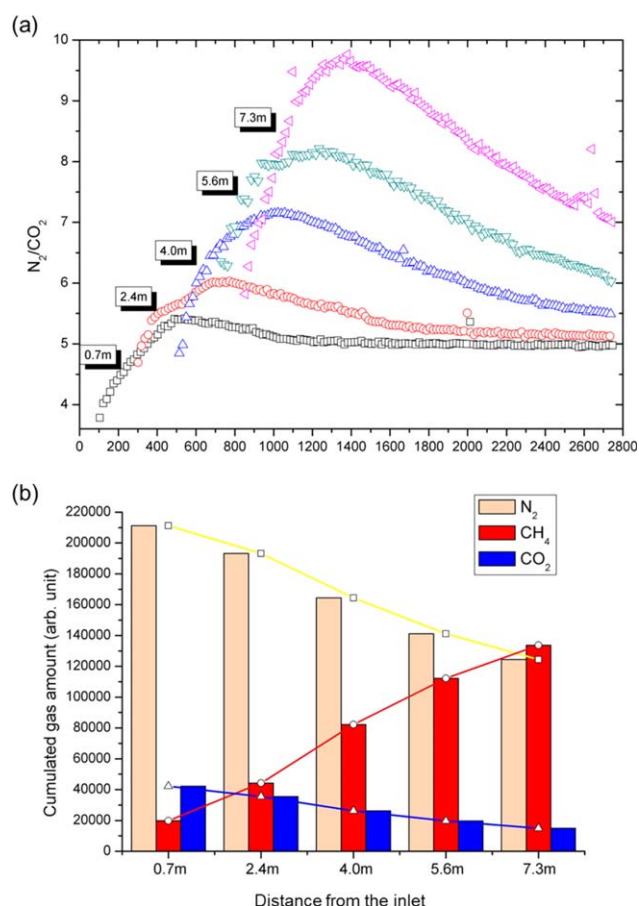 (a)
10
9
8
7
6
5
4
N₂/CO₂
7.3m
5.6m
4.0m
2.4m
0.7m
0 200 400 600 800 1000 1200 1400 1600 1800 2000 2200 2400 2600 2800
(b)
220000
200000
180000
160000
140000
120000
100000
80000
60000
40000
20000
0
Cumulated gas amount (arb. unit)
N₂
CH₄
CO₂
0.7m 2.4m 4.0m 5.6m 7.3m
Distance from the inlet